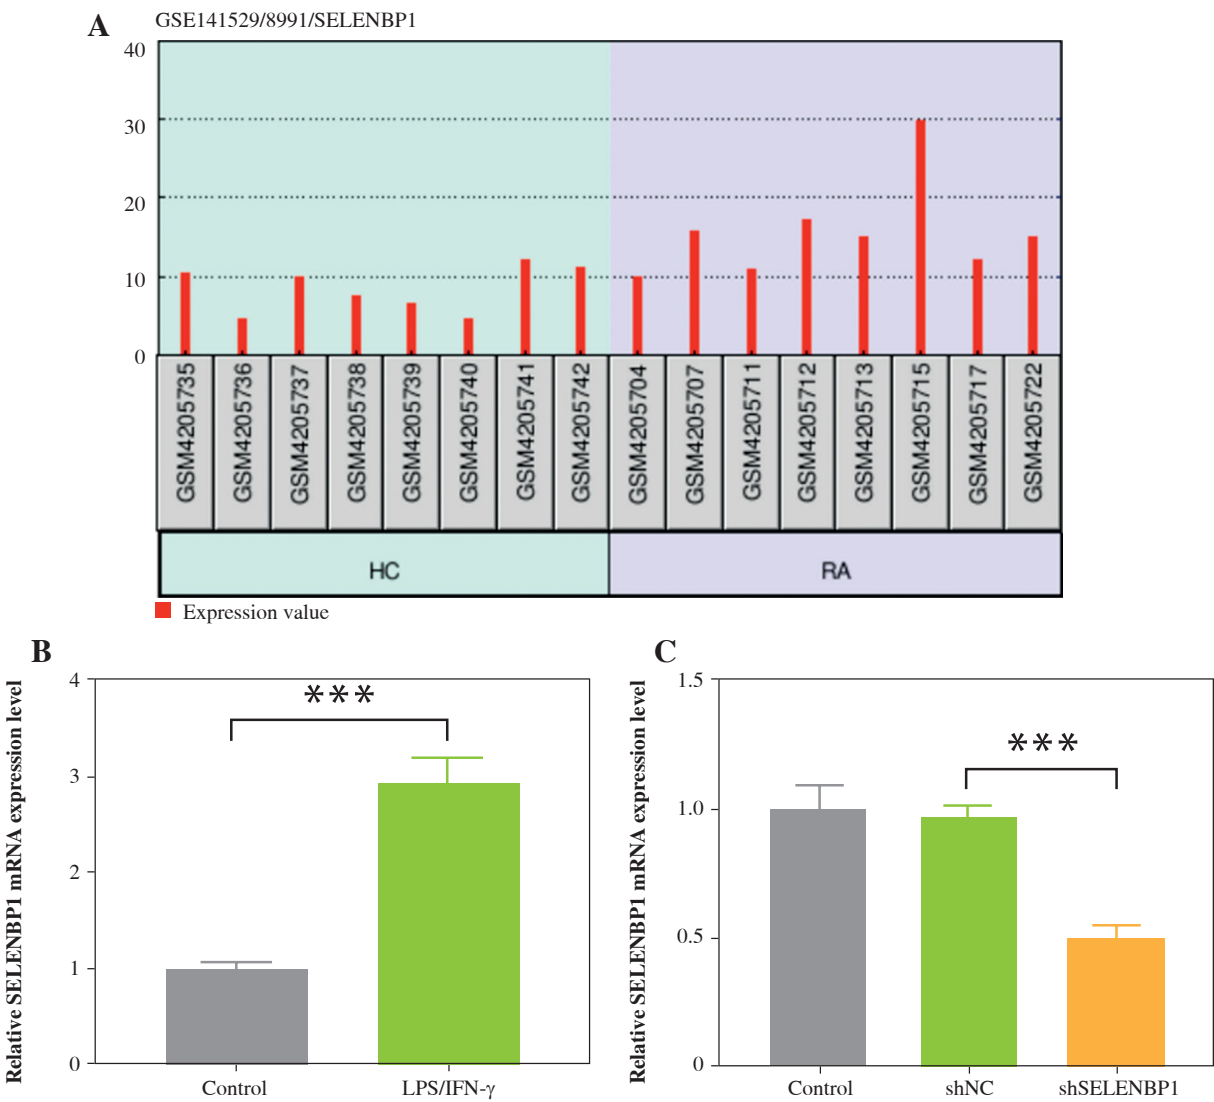 A
GSE141529/8991/SELENBP1
40
30
20
10
0
GSM4205735
GSM4205736
GSM4205737
GSM4205738
GSM4205739
GSM4205740
GSM4205741
GSM4205742
GSM4205704
GSM4205707
GSM4205711
GSM4205712
GSM4205713
GSM4205715
GSM4205717
GSM4205722
HC
RA
Expression value
B
Relative SELENBP1 mRNA expression level
4
3
2
1
0
***
Control
LPS/IFN-γ
C
Relative SELENBP1 mRNA expression level
1.5
1.0
0.5
0
***
Control
shNC
shSELENBP1